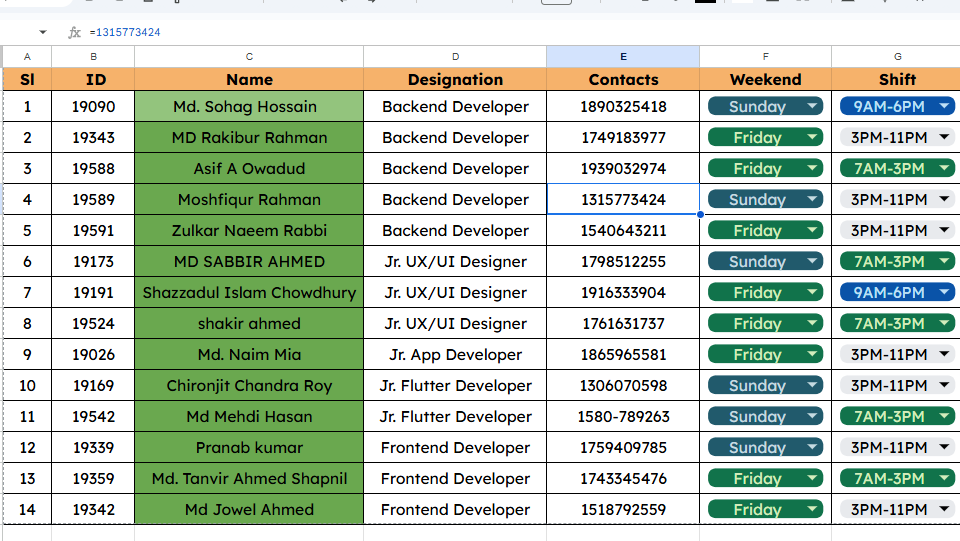 fx =1315773424
A B C D E F G
Sl ID Name Designation Contacts Weekend Shift
1 19090 Md. Sohag Hossain Backend Developer 1890325418 Sunday 9AM-6PM
2 19343 MD Rakibur Rahman Backend Developer 1749183977 Friday 3PM-11PM
3 19588 Asif A Owadud Backend Developer 1939032974 Friday 7AM-3PM
4 19589 Moshfiqur Rahman Backend Developer 1315773424 Sunday 3PM-11PM
5 19591 Zulkar Naeem Rabbi Backend Developer 1540643211 Friday 3PM-11PM
6 19173 MD SABBIR AHMED Jr. UX/UI Designer 1798512255 Sunday 7AM-3PM
7 19191 Shazzadul Islam Chowdhury Jr. UX/UI Designer 1916333904 Friday 9AM-6PM
8 19524 shakir ahmed Jr. UX/UI Designer 1761631737 Friday 7AM-3PM
9 19026 Md. Naim Mia Jr. App Developer 1865965581 Friday 3PM-11PM
10 19169 Chironjit Chandra Roy Jr. Flutter Developer 1306070598 Sunday 3PM-11PM
11 19542 Md Mehdi Hasan Jr. Flutter Developer 1580-789263 Sunday 7AM-3PM
12 19339 Pranab kumar Frontend Developer 1759409785 Sunday 3PM-11PM
13 19359 Md. Tanvir Ahmed Shapnil Frontend Developer 1743345476 Friday 7AM-3PM
14 19342 Md Jowel Ahmed Frontend Developer 1518792559 Friday 3PM-11PM